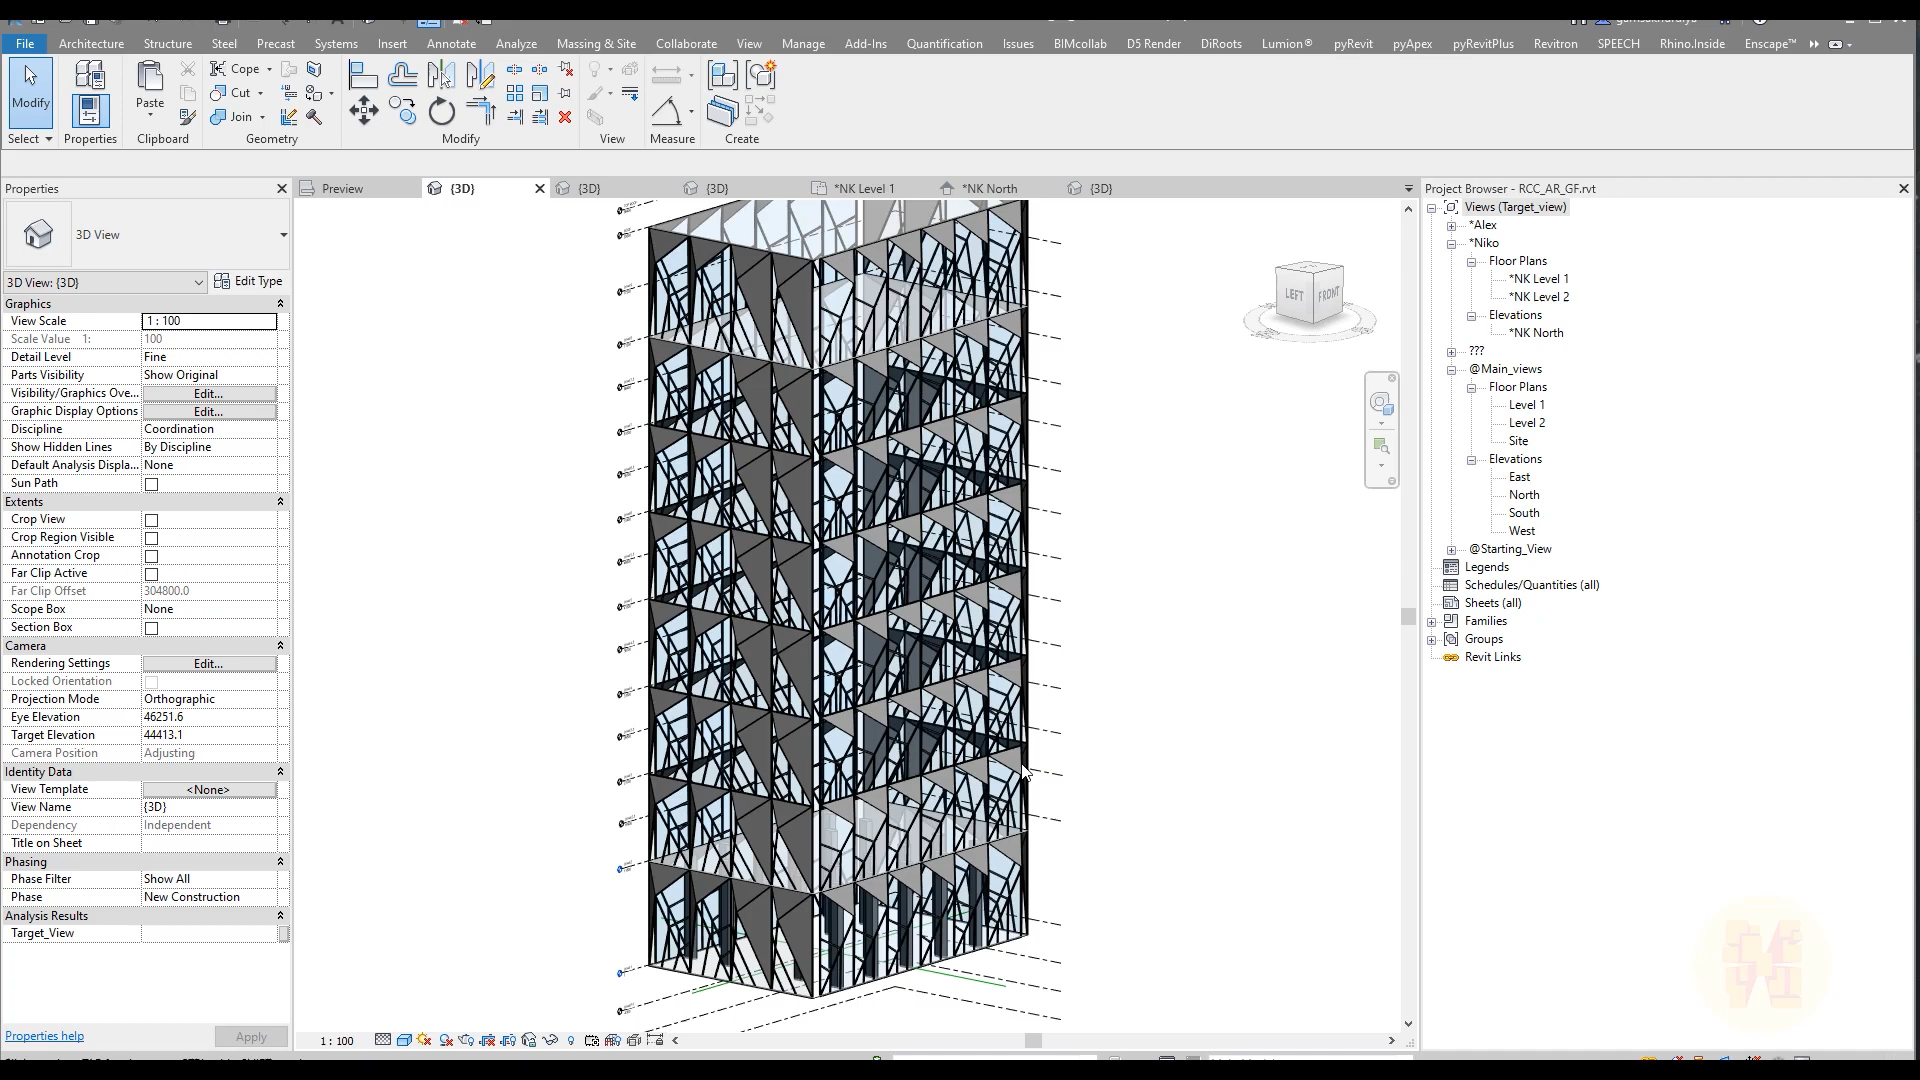 File Architecture Structure Steel Precast Systems Insert Annotate Analyze Massing & Site Collaborate View Manage Add-Ins Quantification Issues BIMcollab D5 Render DiRoots Lumion® pyRevit pyApex pyRevitPlus Revitron SPEECH Rhino.Inside Enscape™
Modify
Paste
Cope
Cut
Join
Select Properties Clipboard Geometry Modify View Measure Create
Properties
Preview {3D} {3D} {3D} *NK Level 1 *NK North {3D}
Project Browser - RCC_AR_GF.rvt
3D View
3D View: {3D} Edit Type
Graphics
View Scale 1 : 100
Scale Value 1: 100
Detail Level Fine
Parts Visibility Show Original
Visibility/Graphics Ove... Edit...
Graphic Display Options Edit...
Discipline Coordination
Show Hidden Lines By Discipline
Default Analysis Displa... None
Sun Path
Extents
Crop View
Crop Region Visible
Annotation Crop
Far Clip Active
Far Clip Offset 304800.0
Scope Box None
Section Box
Camera
Rendering Settings Edit...
Locked Orientation
Projection Mode Orthographic
Eye Elevation 46251.6
Target Elevation 44413.1
Camera Position Adjusting
Identity Data
View Template <None>
View Name {3D}
Dependency Independent
Title on Sheet
Phasing
Phase Filter Show All
Phase New Construction
Analysis Results
Target_View
Properties help Apply
LEFT FRONT
1 : 100
Views (Target_view)
*Alex
*Niko
Floor Plans
*NK Level 1
*NK Level 2
Elevations
*NK North
???
@Main_views
Floor Plans
Level 1
Level 2
Site
Elevations
East
North
South
West
@Starting_View
Legends
Schedules/Quantities (all)
Sheets (all)
Families
Groups
Revit Links